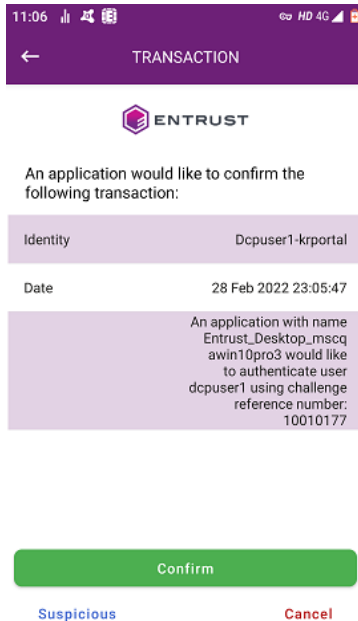 11:06 HD 4G
TRANSACTION
ENTRUST
An application would like to confirm the
following transaction:
Identity Dcpuser1-krportal
Date 28 Feb 2022 23:05:47
An application with name
Entrust_Desktop_mscq
awin10pro3 would like
to authenticate user
dcpuser1 using challenge
reference number:
10010177
Confirm
Suspicious Cancel